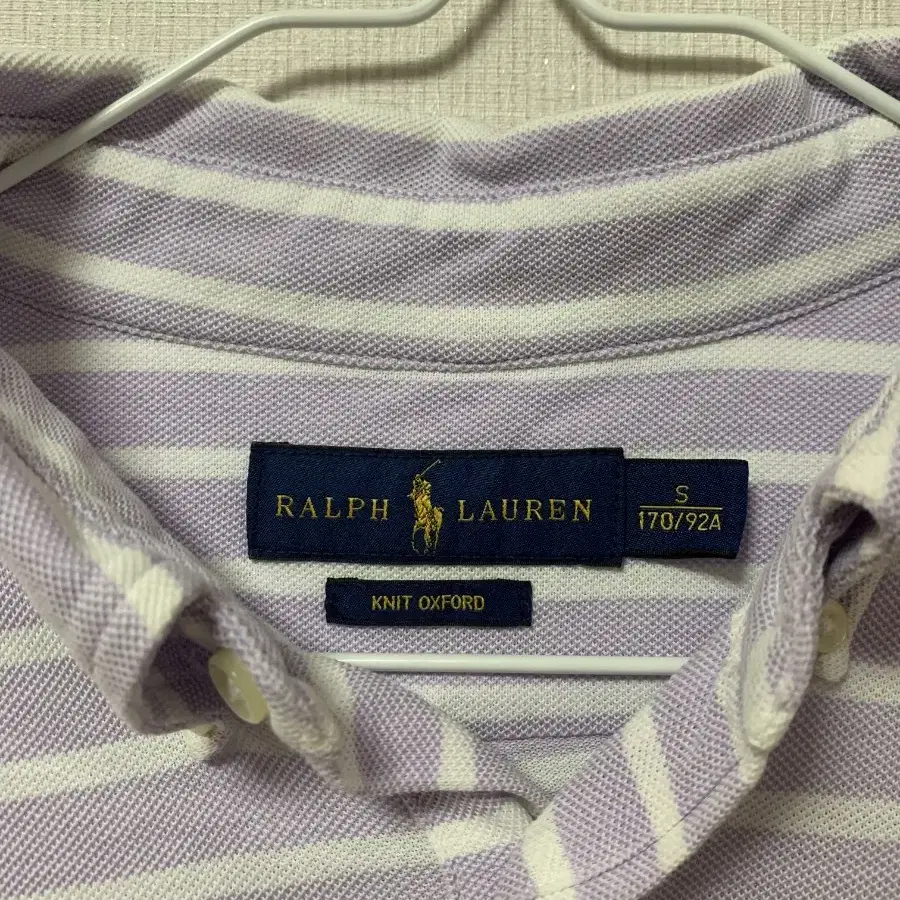 RALPH LAUREN
S
170/92A
KNIT OXFORD